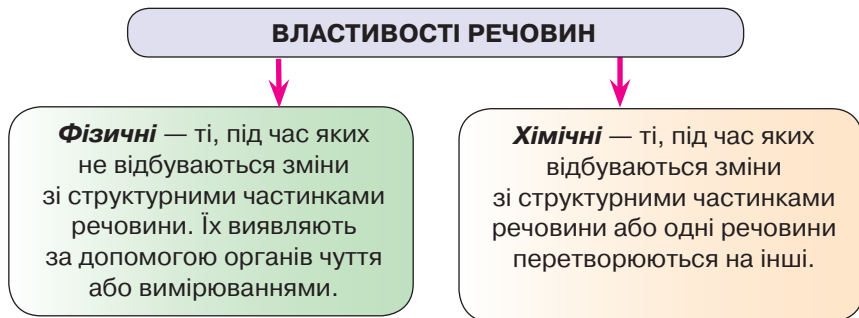 ВЛАСТИВОСТІ РЕЧОВИН
Фізичні — ті, під час яких
не відбуваються зміни
зі структурними частинками
речовини. Їх виявляють
за допомогою органів чуття
або вимірюваннями.
Хімічні — ті, під час яких
відбуваються зміни
зі структурними частинками
речовини або одні речовини
перетворюються на інші.